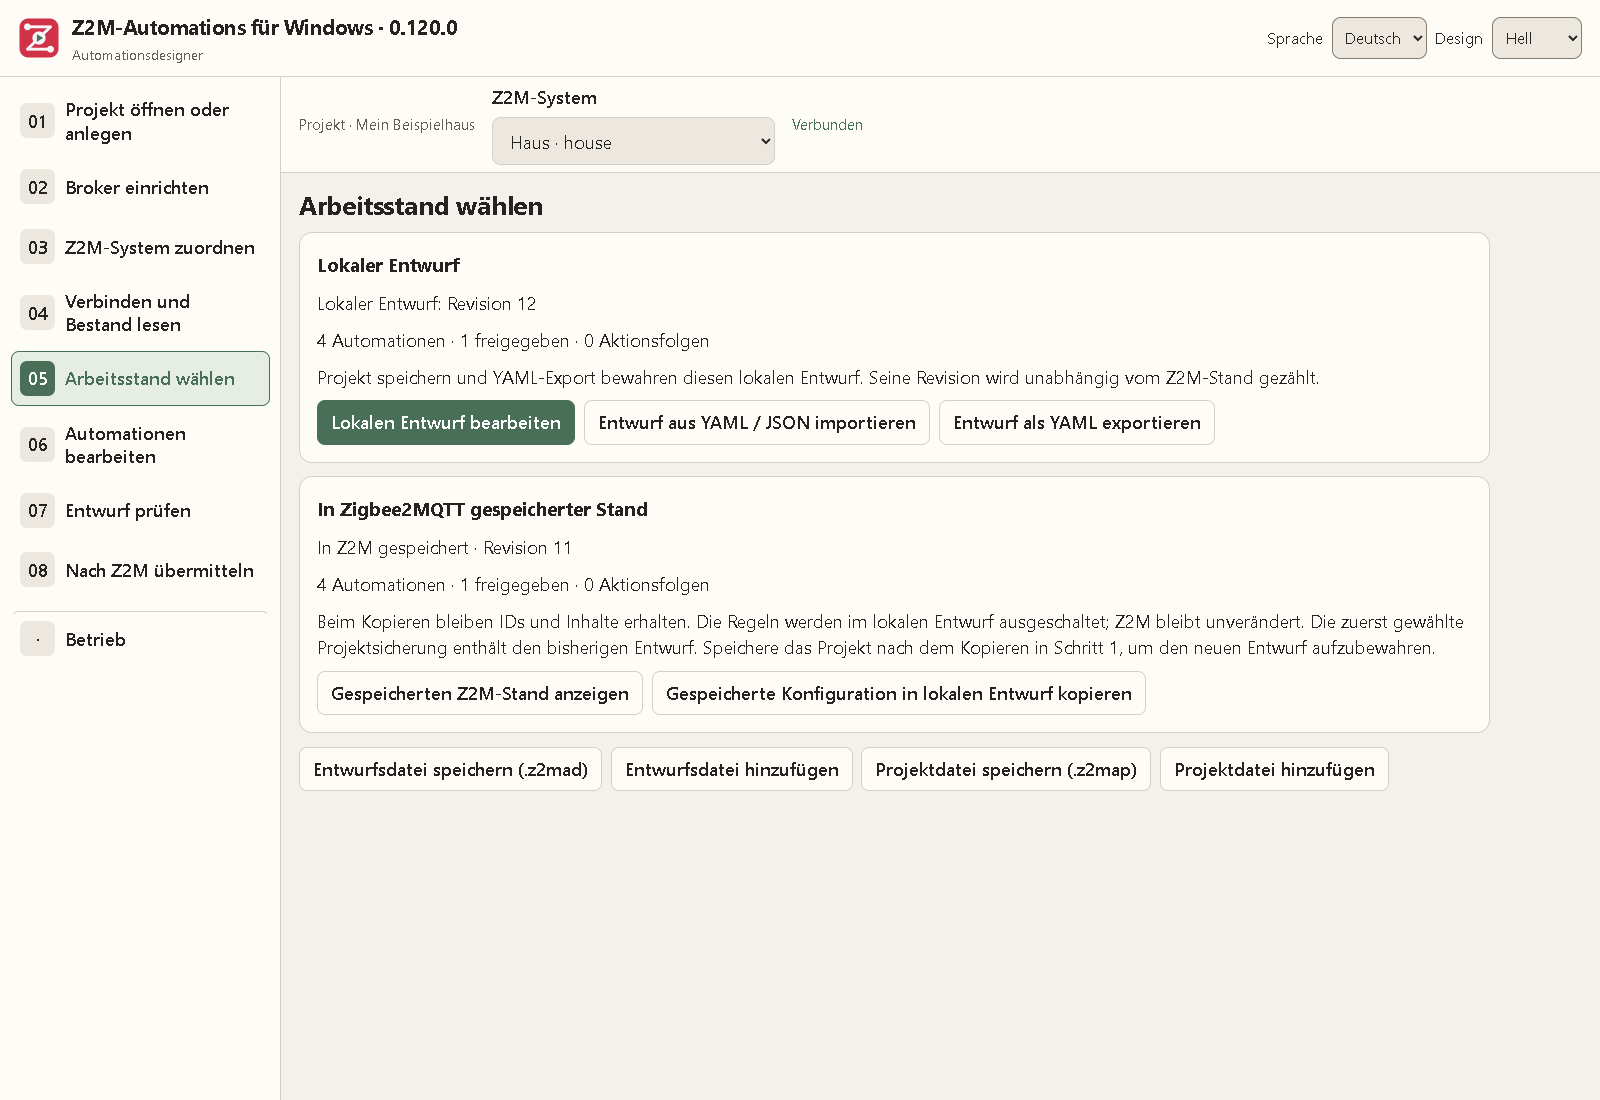 Z2M-Automations für Windows · 0.120.0
Automationsdesigner
Sprache
Deutsch
Design
Hell
01
Projekt öffnen oder
anlegen
02
Broker einrichten
03
Z2M-System zuordnen
04
Verbinden und
Bestand lesen
05
Arbeitsstand wählen
06
Automationen
bearbeiten
07
Entwurf prüfen
08
Nach Z2M übermitteln
·
Betrieb
Projekt · Mein Beispielhaus
Z2M-System
Haus · house
Verbunden
Arbeitsstand wählen
Lokaler Entwurf
Lokaler Entwurf: Revision 12
4 Automationen · 1 freigegeben · 0 Aktionsfolgen
Projekt speichern und YAML-Export bewahren diesen lokalen Entwurf. Seine Revision wird unabhängig vom Z2M-Stand gezählt.
Lokalen Entwurf bearbeiten
Entwurf aus YAML / JSON importieren
Entwurf als YAML exportieren
In Zigbee2MQTT gespeicherter Stand
In Z2M gespeichert · Revision 11
4 Automationen · 1 freigegeben · 0 Aktionsfolgen
Beim Kopieren bleiben IDs und Inhalte erhalten. Die Regeln werden im lokalen Entwurf ausgeschaltet; Z2M bleibt unverändert. Die zuerst gewählte
Projektsicherung enthält den bisherigen Entwurf. Speichere das Projekt nach dem Kopieren in Schritt 1, um den neuen Entwurf aufzubewahren.
Gespeicherten Z2M-Stand anzeigen
Gespeicherte Konfiguration in lokalen Entwurf kopieren
Entwurfsdatei speichern (.z2mad)
Entwurfsdatei hinzufügen
Projektdatei speichern (.z2map)
Projektdatei hinzufügen